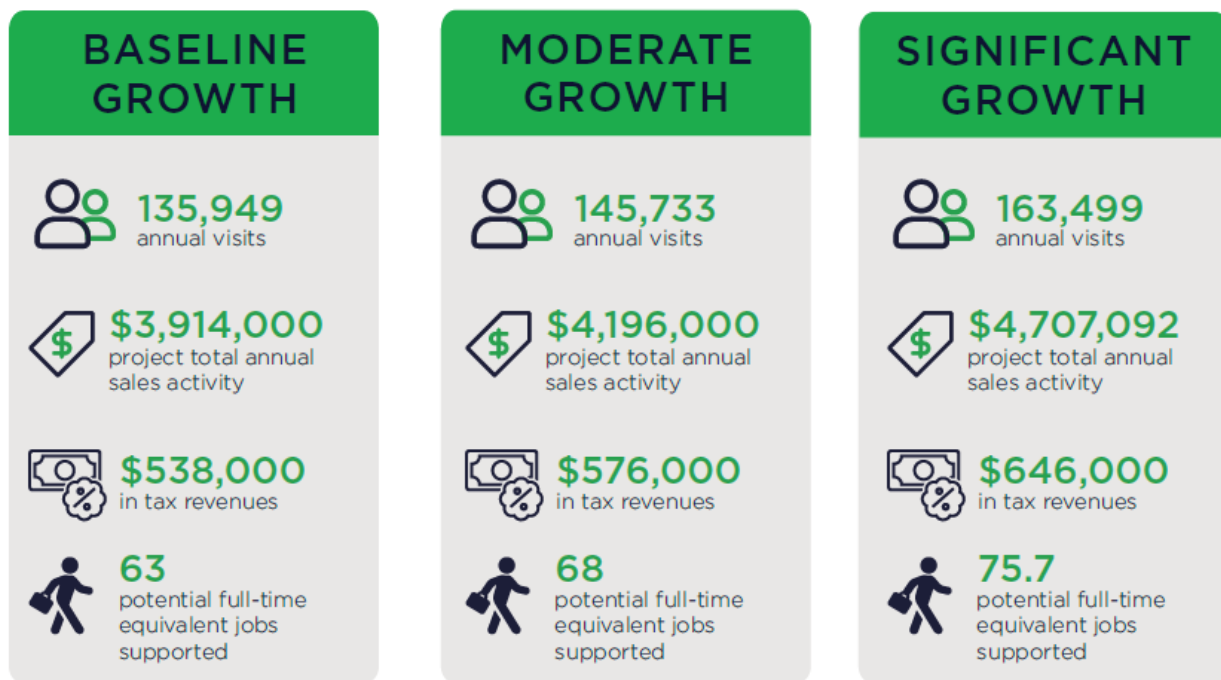 BASELINE
GROWTH
135,949
annual visits
$3,914,000
project total annual
sales activity
$538,000
in tax revenues
63
potential full-time
equivalent jobs
supported
MODERATE
GROWTH
145,733
annual visits
$4,196,000
project total annual
sales activity
$576,000
in tax revenues
68
potential full-time
equivalent jobs
supported
SIGNIFICANT
GROWTH
163,499
annual visits
$4,707,092
project total annual
sales activity
$646,000
in tax revenues
75.7
potential full-time
equivalent jobs
supported